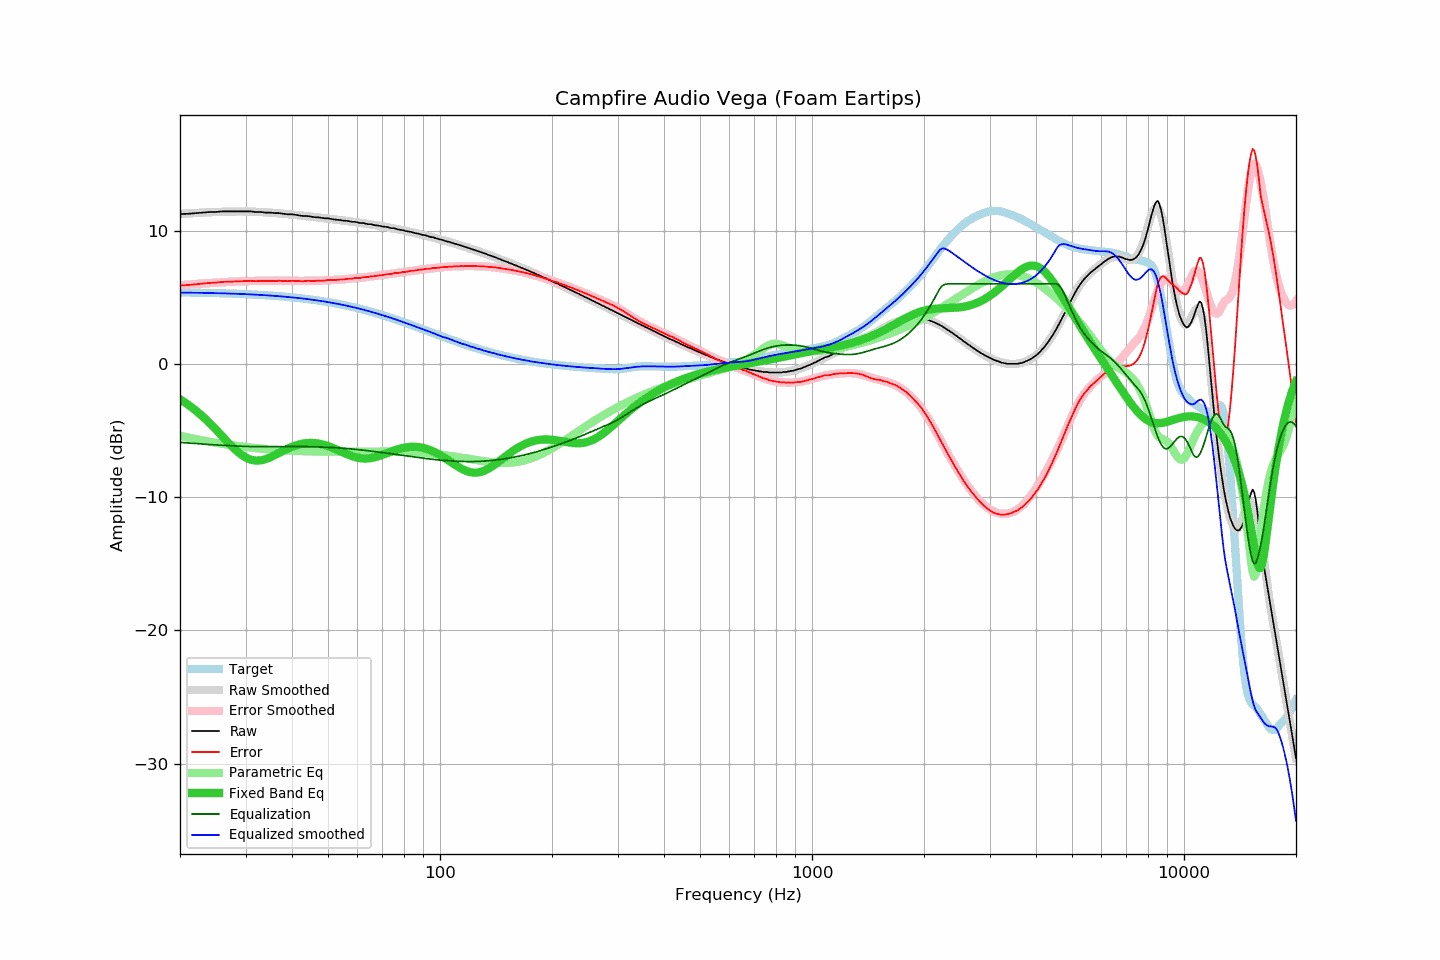 Campfire Audio Vega (Foam Eartips)
10
0
−10
−20
−30
Amplitude (dBr)
Target
Raw Smoothed
Error Smoothed
Raw
Error
Parametric Eq
Fixed Band Eq
Equalization
Equalized smoothed
100
1000
10000
Frequency (Hz)